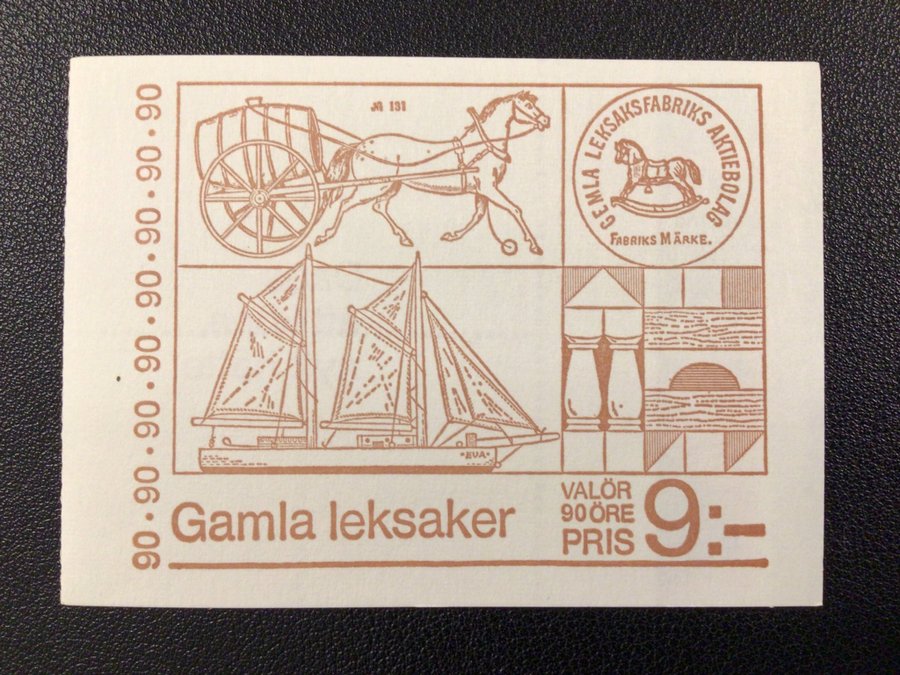 90•90•90•90•90•90•90•90
№ 131
GEMLA LEKSAKSFABRIKS AKTIEBOLAG
FABRIKS MÄRKE.
•EVA•
Gamla leksaker
VALÖR
90 ÖRE
PRIS 9:-